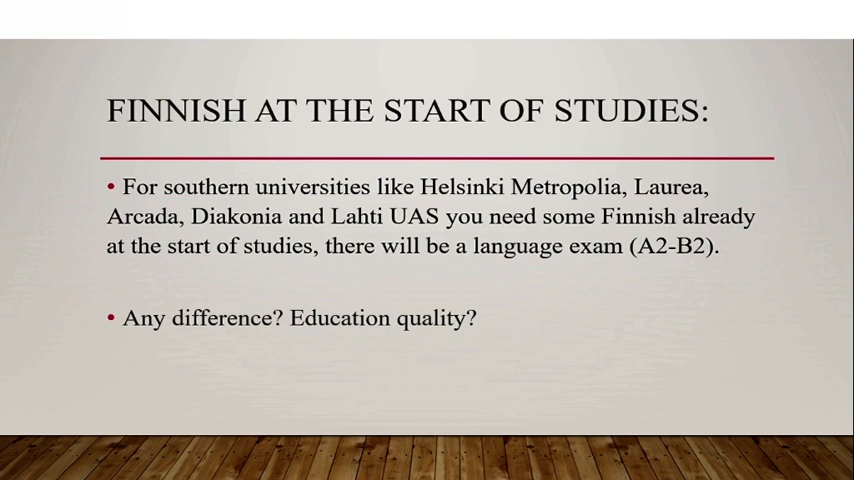 FINNISH AT THE START OF STUDIES:
• For southern universities like Helsinki Metropolia, Laurea,
Arcada, Diakonia and Lahti UAS you need some Finnish already
at the start of studies, there will be a language exam (A2-B2).
• Any difference? Education quality?